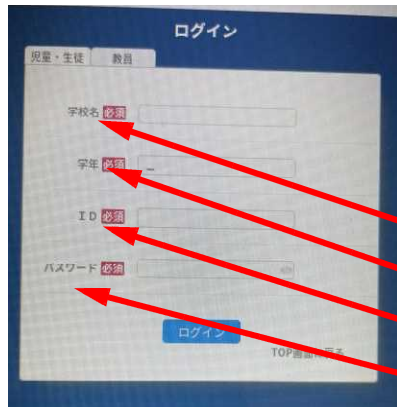 ログイン
児童・生徒 教員
学校名 必須
学年 必須
ID 必須
パスワード 必須
ログイン
TOP画面に戻る